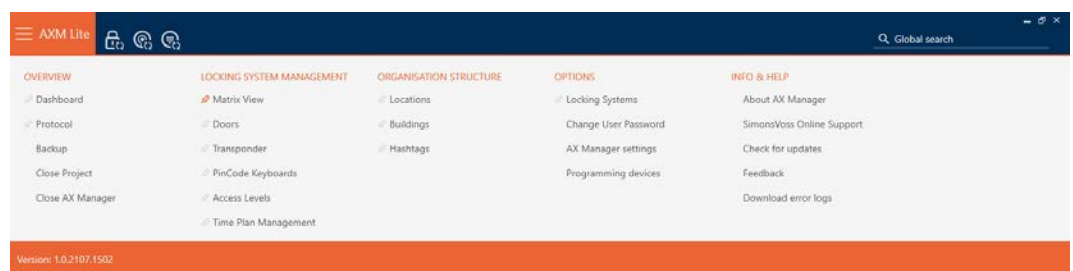 AXM Lite
Global search
OVERVIEW
Dashboard
Protocol
Backup
Close Project
Close AX Manager
LOCKING SYSTEM MANAGEMENT
Matrix View
Doors
Transponder
PinCode Keyboards
Access Levels
Time Plan Management
ORGANISATION STRUCTURE
Locations
Buildings
Hashtags
OPTIONS
Locking Systems
Change User Password
AX Manager settings
Programming devices
INFO & HELP
About AX Manager
SimonsVoss Online Support
Check for updates
Feedback
Download error logs
Version: 1.0.2107.1502